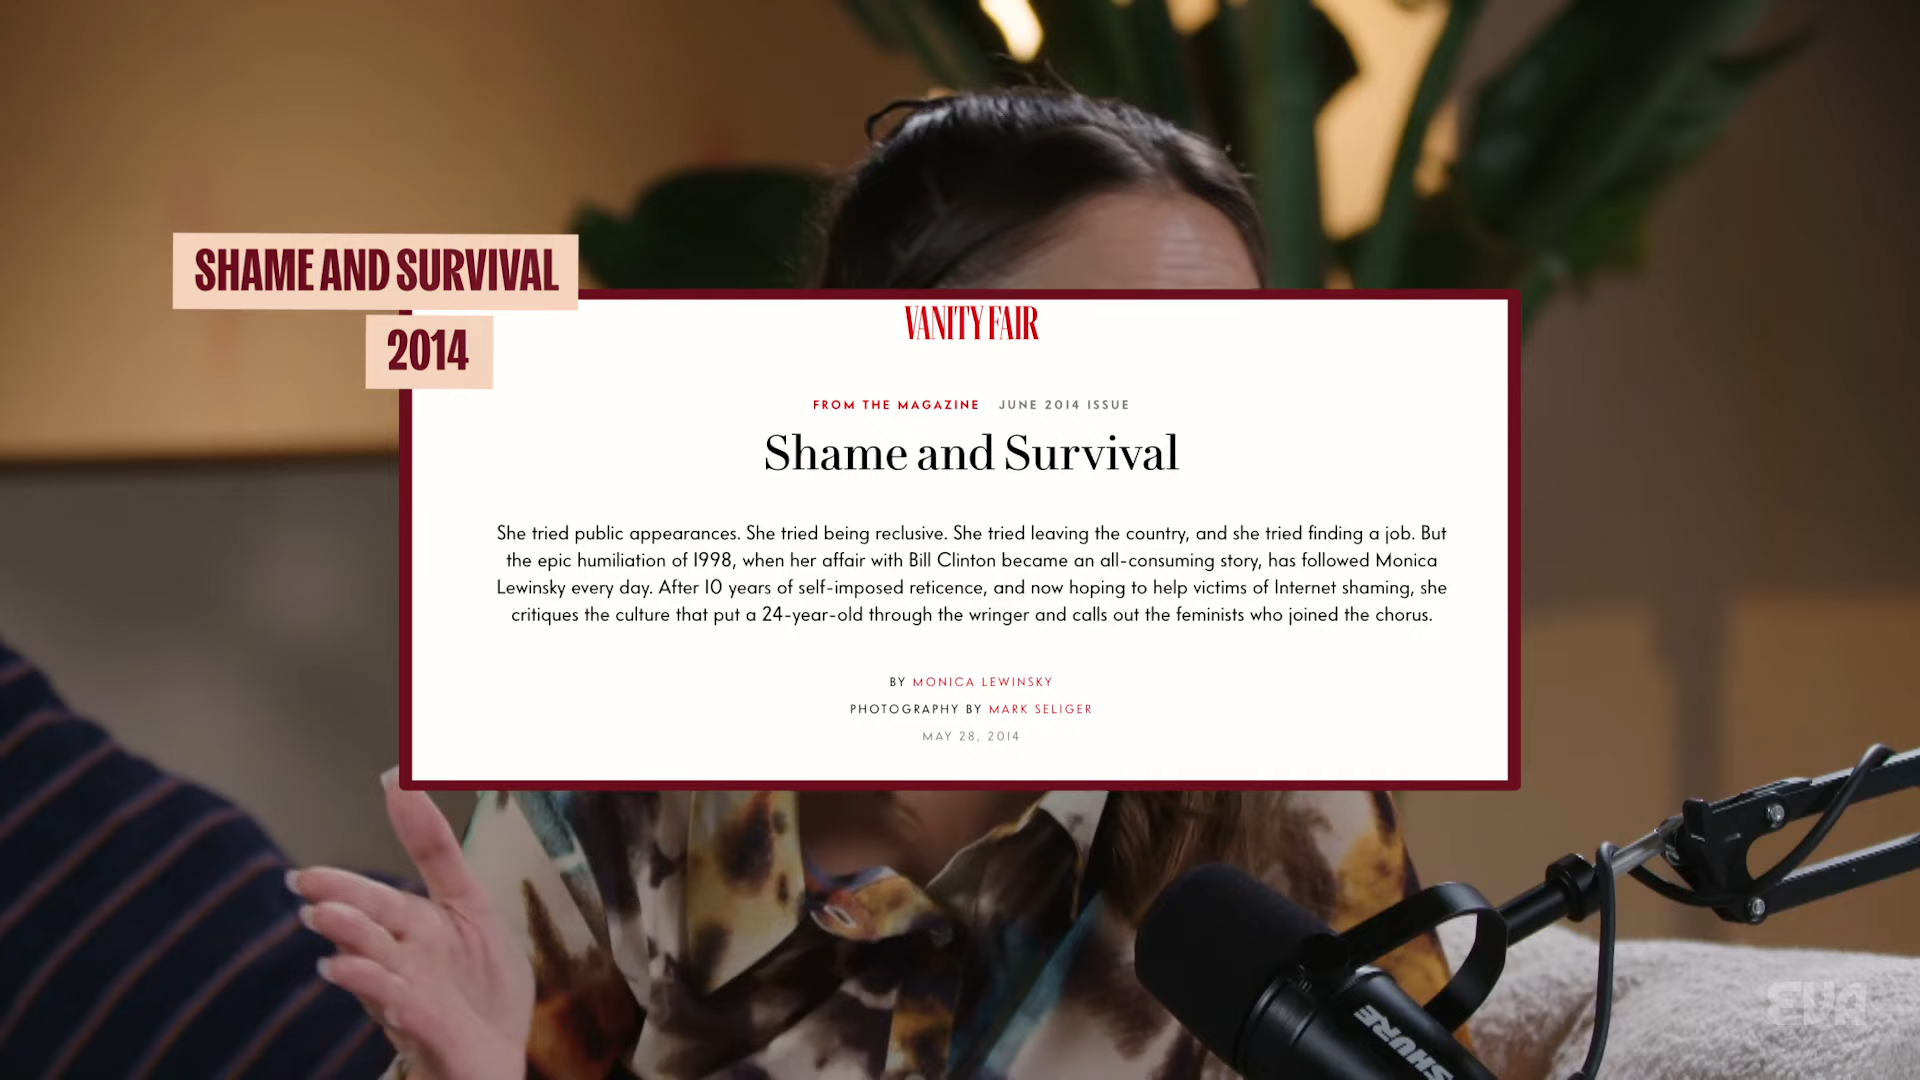 SHAME AND SURVIVAL
2014
VANITY FAIR
FROM THE MAGAZINE JUNE 2014 ISSUE
Shame and Survival
She tried public appearances. She tried being reclusive. She tried leaving the country, and she tried finding a job. But
the epic humiliation of 1998, when her affair with Bill Clinton became an all-consuming story, has followed Monica
Lewinsky every day. After 10 years of self-imposed reticence, and now hoping to help victims of Internet shaming, she
critiques the culture that put a 24-year-old through the wringer and calls out the feminists who joined the chorus.
BY MONICA LEWINSKY
PHOTOGRAPHY BY MARK SELIGER
MAY 28, 2014
SHURE